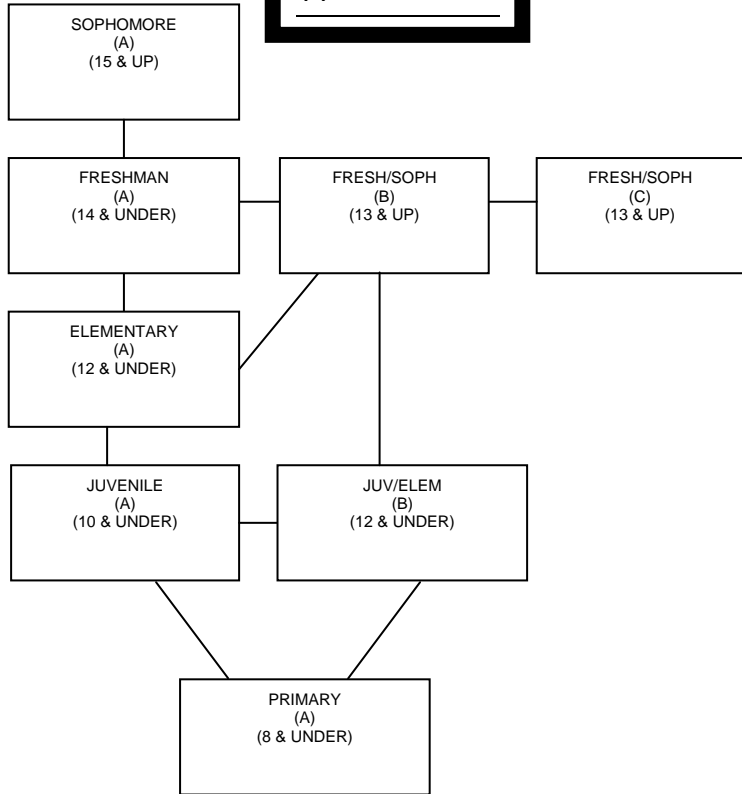 SOPHOMORE
(A)
(15 & UP)
FRESHMAN
(A)
(14 & UNDER)
FRESH/SOPH
(B)
(13 & UP)
FRESH/SOPH
(C)
(13 & UP)
ELEMENTARY
(A)
(12 & UNDER)
JUVENILE
(A)
(10 & UNDER)
JUV/ELEM
(B)
(12 & UNDER)
PRIMARY
(A)
(8 & UNDER)